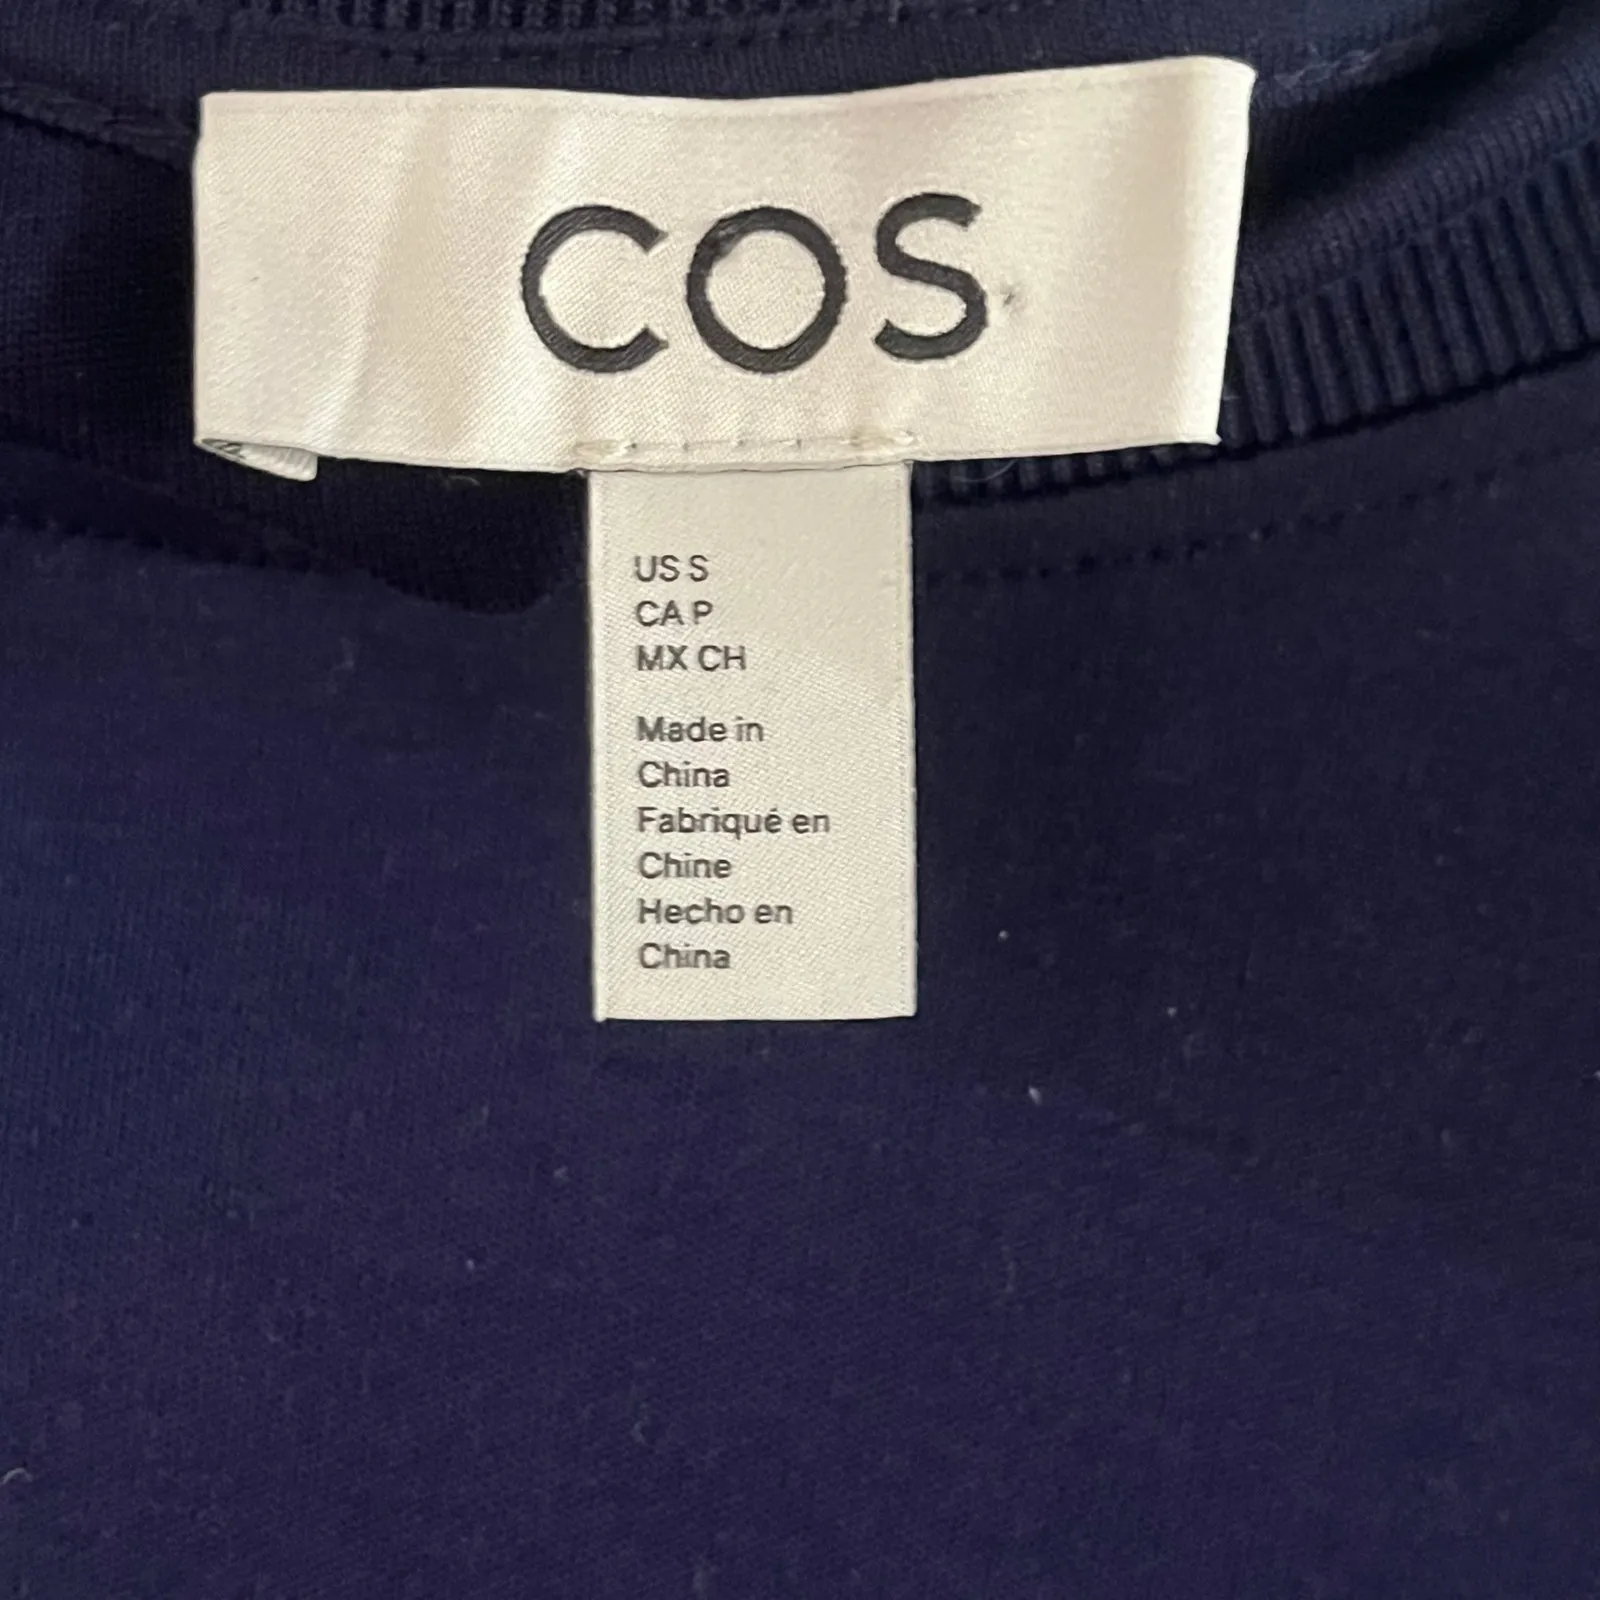 COS
US S
CA P
MX CH
Made in
China
Fabriqué en
Chine
Hecho en
China